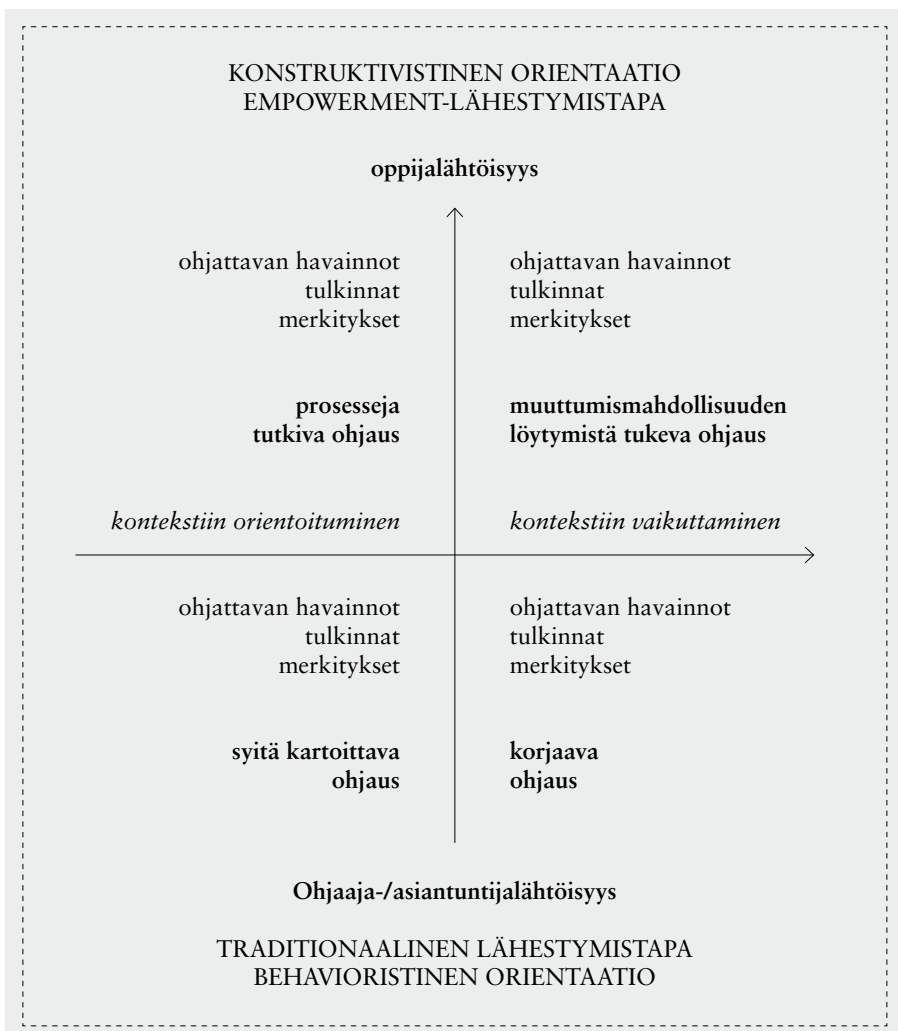 KONSTRUKTIVISTINEN ORIENTAATIO
EMPOWERMENT-LÄHESTYMISTAPA
oppijalähtöisyys
ohjattavan havainnot
tulkinnat
merkitykset
ohjattavan havainnot
tulkinnat
merkitykset
prosesseja
tutkiva ohjaus
muuttumismahdollisuuden
löytymistä tukeva ohjaus
kontekstiin orientoituminen
kontekstiin vaikuttaminen
ohjattavan havainnot
tulkinnat
merkitykset
ohjattavan havainnot
tulkinnat
merkitykset
syitä kartoittava
ohjaus
korjaava
ohjaus
Ohjaaja-/asiantuntijalähtöisyys
TRADITIONAALINEN LÄHESTYMISTAPA
BEHAVIORISTINEN ORIENTAATIO